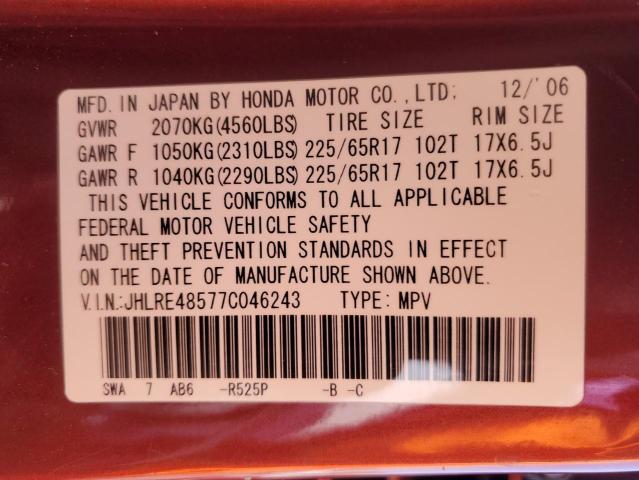 MFD. IN JAPAN BY HONDA MOTOR CO., LTD: 12/'06
GVWR 2070KG(4560LBS) TIRE SIZE RIM SIZE
GAWR F 1050KG(2310LBS) 225/65R17 102T 17X6.5J
GAWR R 1040KG(2290LBS) 225/65R17 102T 17X6.5J
THIS VEHICLE CONFORMS TO ALL APPLICABLE
FEDERAL MOTOR VEHICLE SAFETY
AND THEFT PREVENTION STANDARDS IN EFFECT
ON THE DATE OF MANUFACTURE SHOWN ABOVE.
V.I.N.:JHLRE48577C046243 TYPE: MPV
SWA 7 AB6 -R525P -B -C